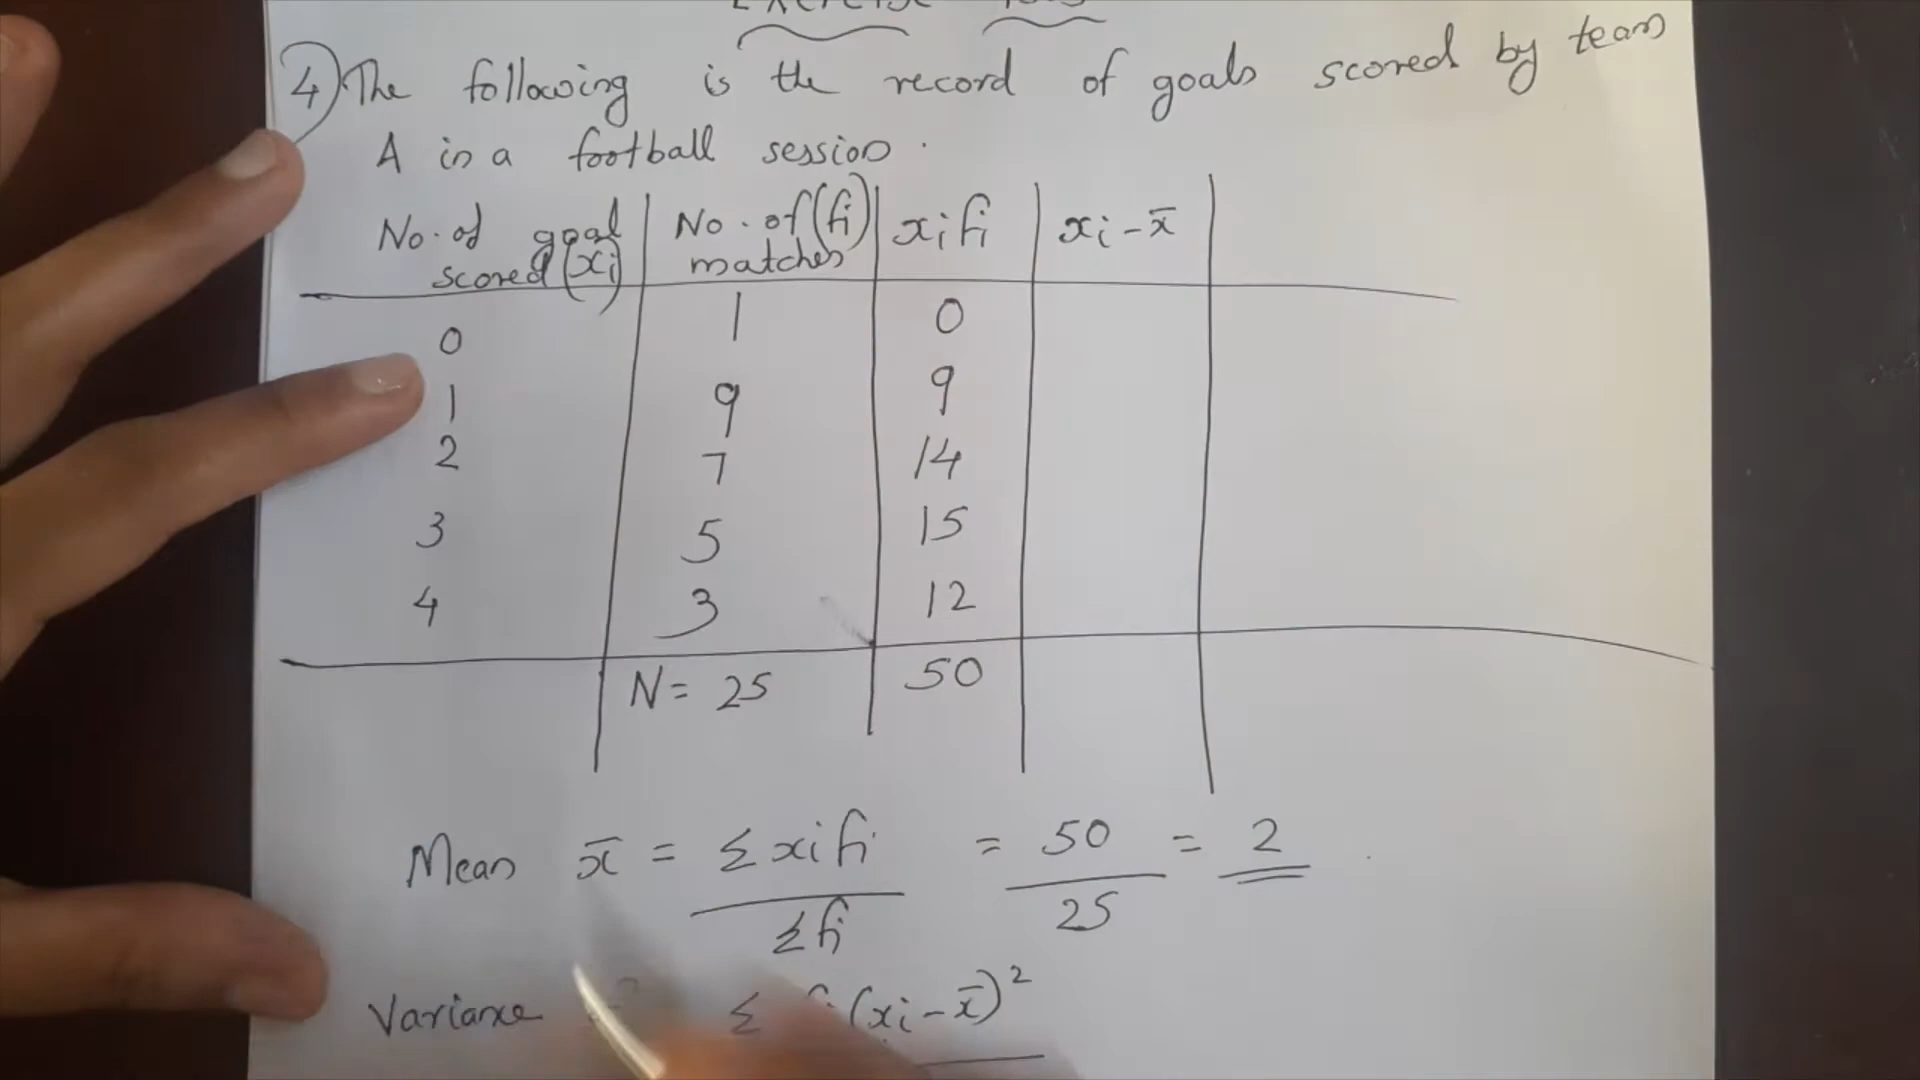 4) The following is the record of goals scored by team
A in a football session.
No. of goal scored (xi) | No. of (fi) matches | xi fi | xi - x̄
0 1 0
1 9 9
2 7 14
3 5 15
4 3 12
N = 25 50
Mean x̄ = Σxifi / Σfi = 50 / 25 = 2
Variance Σ (xi - x̄)²